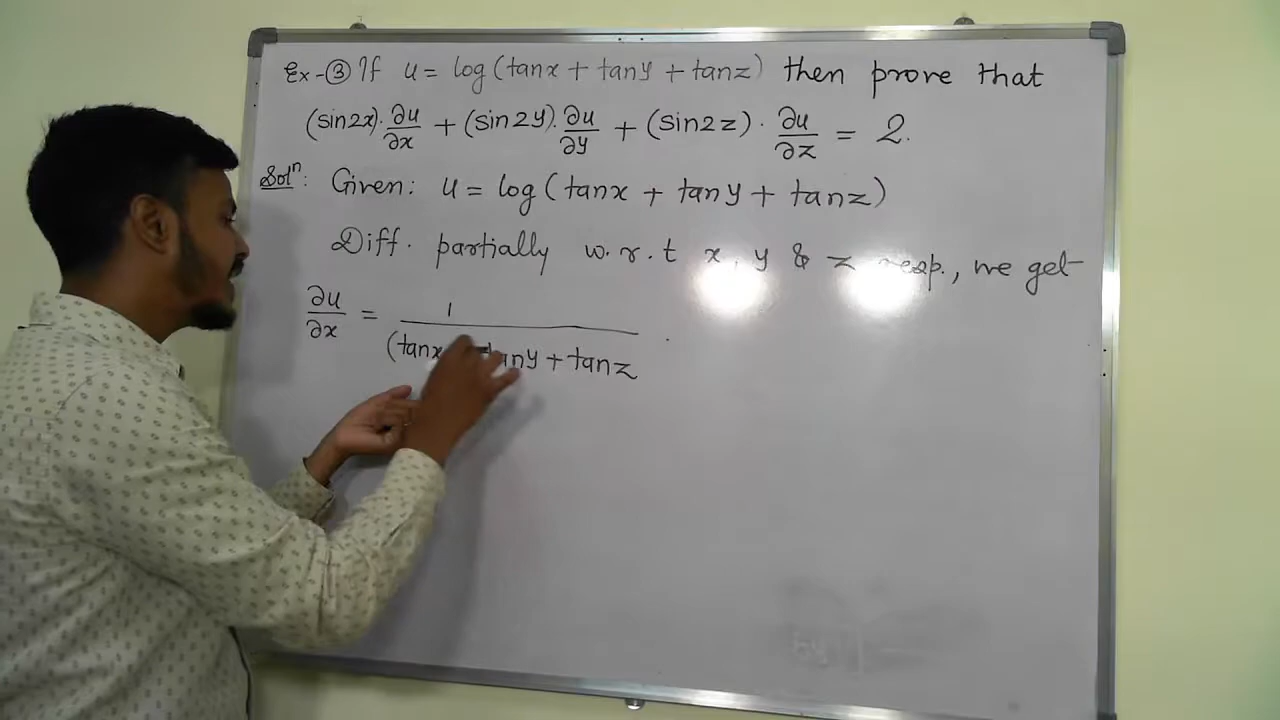 Ex-③ If u = log(tanx + tany + tanz) then prove that
(sin2x)·∂u/∂x + (sin2y)·∂u/∂y + (sin2z)·∂u/∂z = 2.
Solⁿ: Given: u = log(tanx + tany + tanz)
Diff. partially w.r.t x, y & z resp., we get
∂u/∂x = 1/(tanx tany + tanz ·